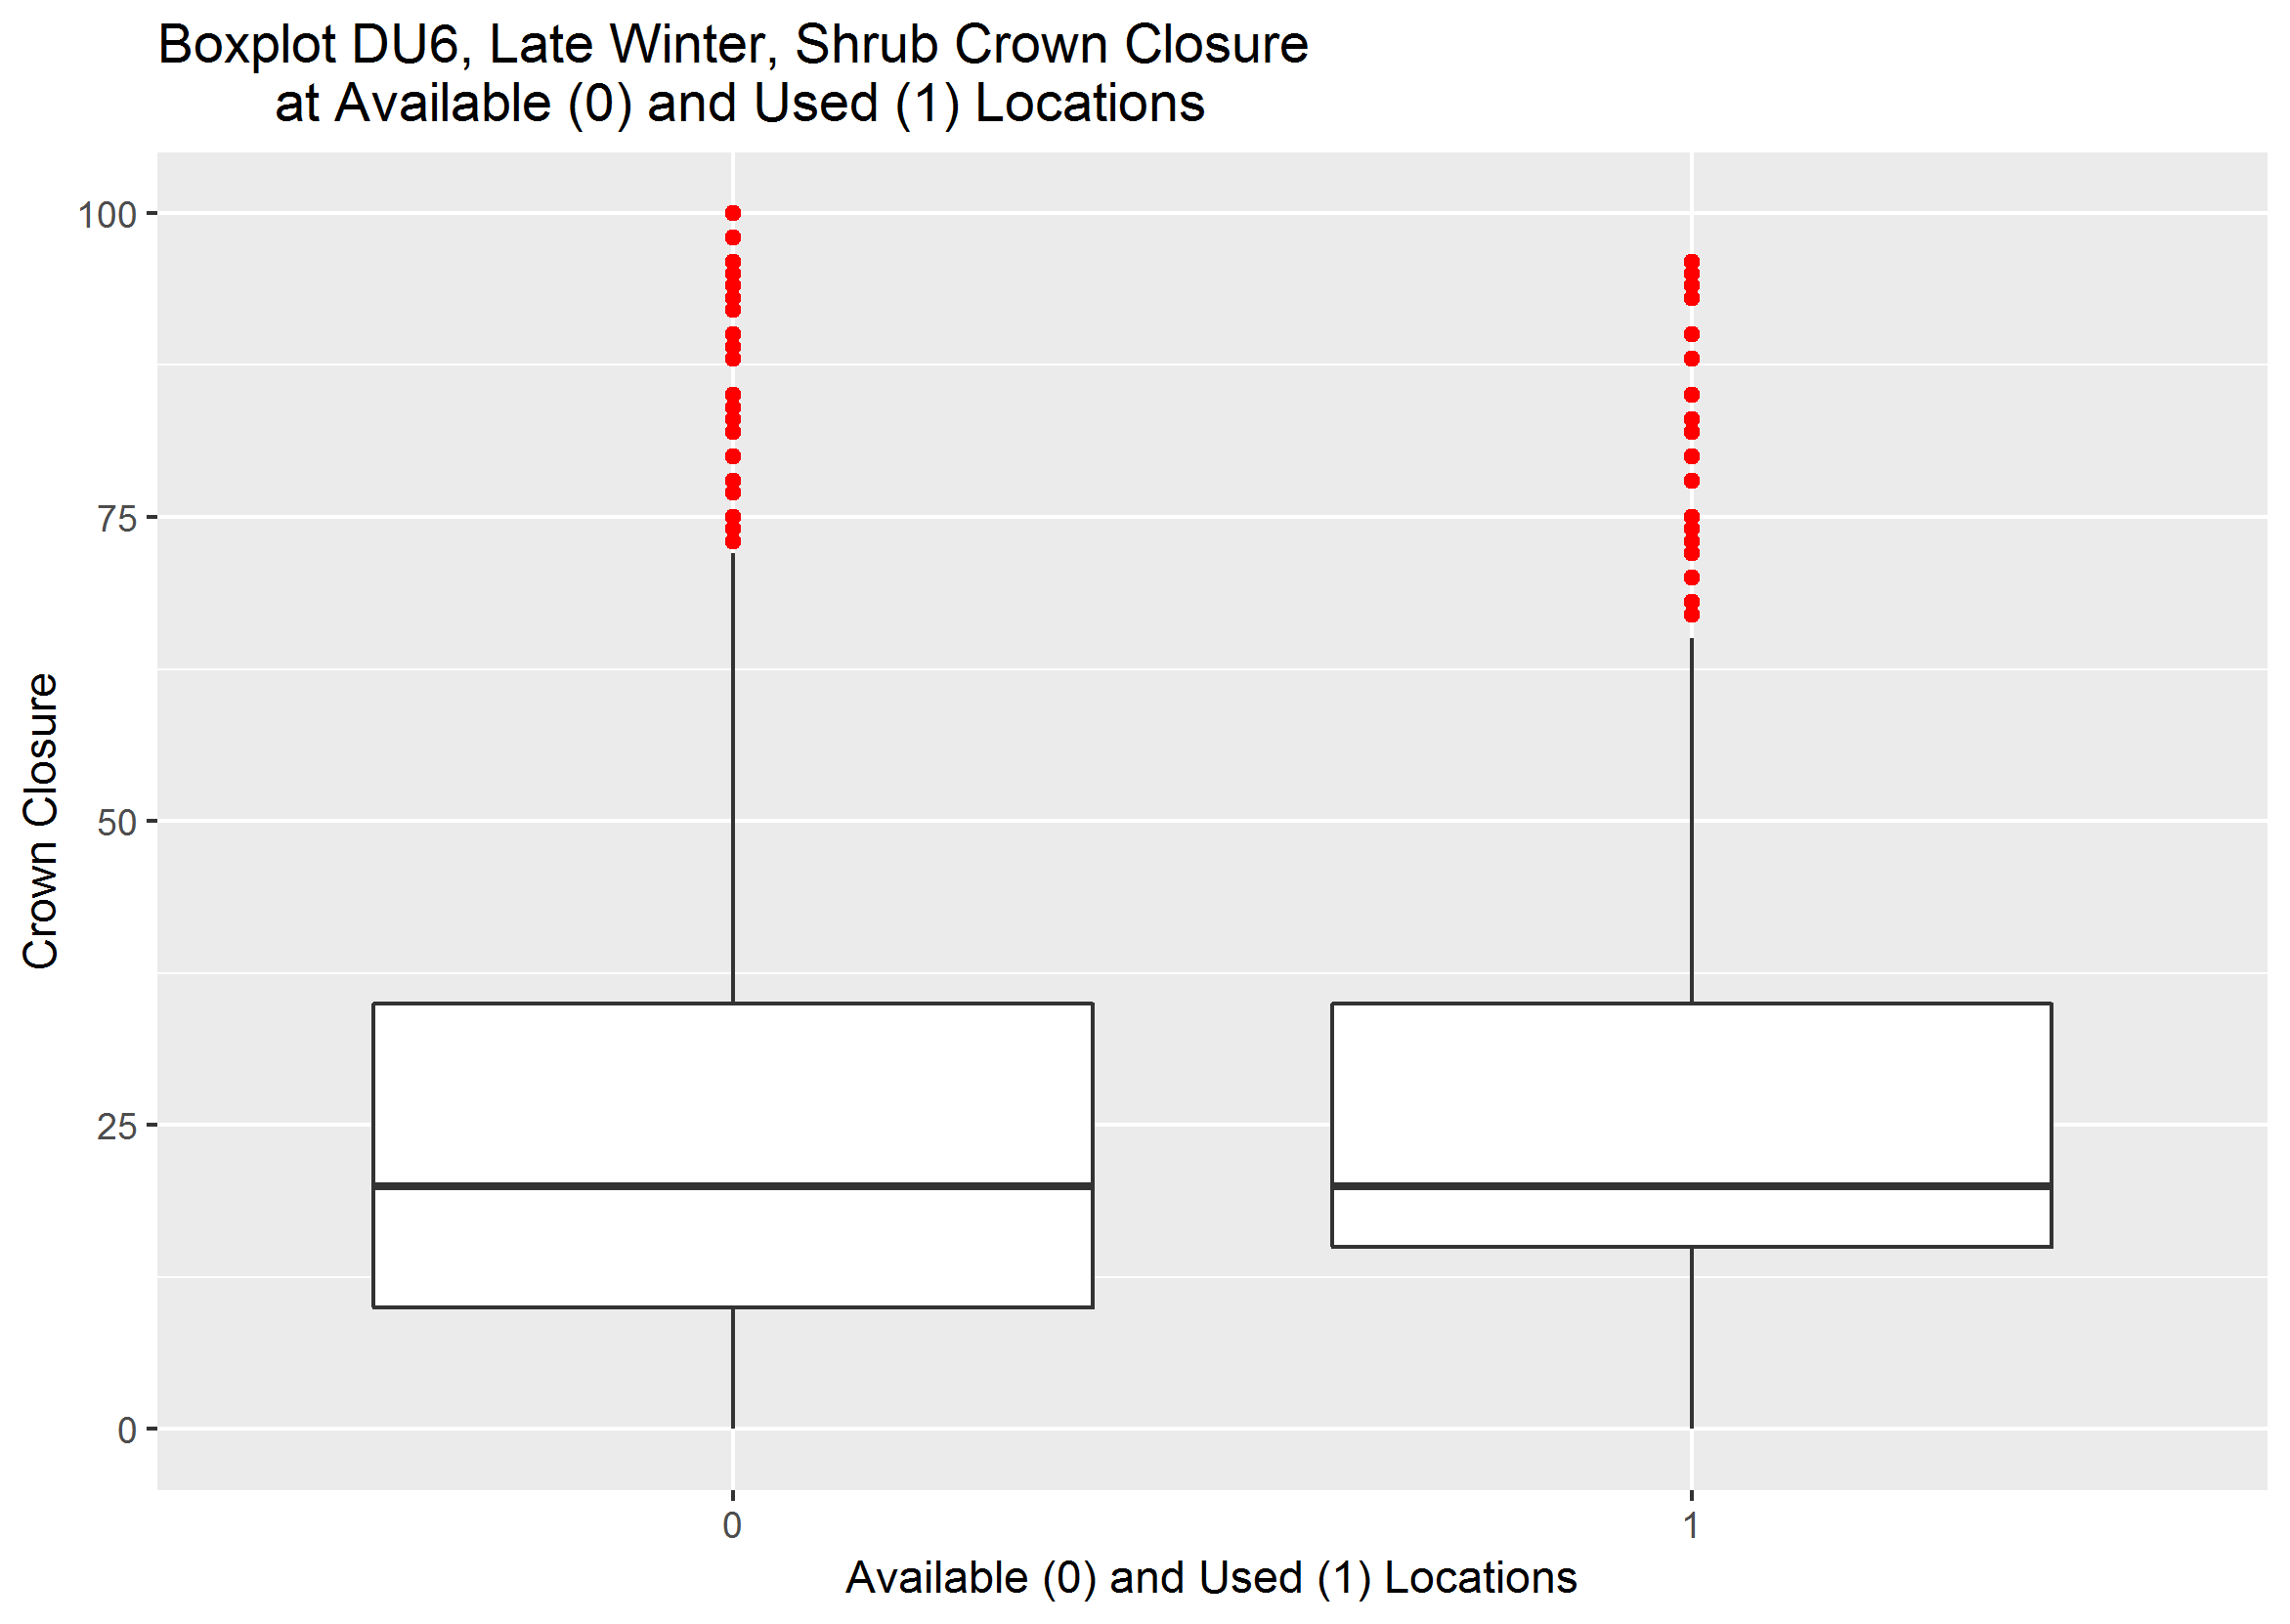 Boxplot DU6, Late Winter, Shrub Crown Closure
at Available (0) and Used (1) Locations
100
75
50
25
0
Crown Closure
0 1
Available (0) and Used (1) Locations